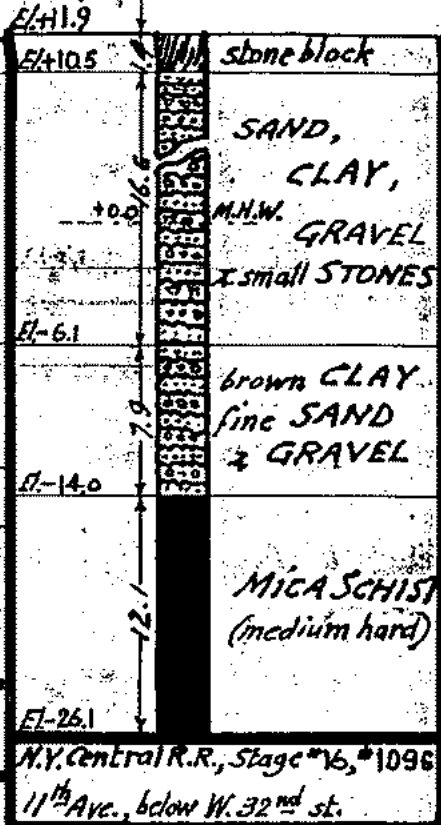 El.+11.9
El.+10.5
1.4
stone block
SAND,
CLAY,
16.6
+0.0
M.H.W.
GRAVEL
& small STONES
El.-6.1
brown CLAY
7.9
fine SAND
& GRAVEL
El.-14.0
MICA SCHIST
12.1
(medium hard)
El.-26.1
N.Y. Central R.R., Stage #16, #1096
11th Ave., below W. 32nd st.